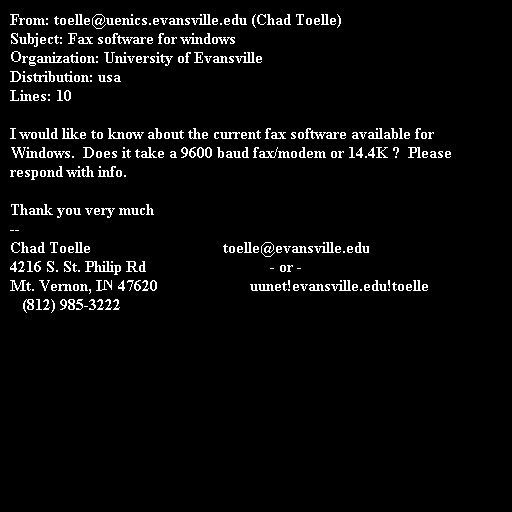 From: toelle@uenics.evansville.edu (Chad Toelle)
Subject: Fax software for windows
Organization: University of Evansville
Distribution: usa
Lines: 10

I would like to know about the current fax software available for
Windows.  Does it take a 9600 baud fax/modem or 14.4K ?  Please
respond with info.

Thank you very much
--
Chad Toelle                                 toelle@evansville.edu
4216 S. St. Philip Rd                               - or -
Mt. Vernon, IN 47620                       uunet!evansville.edu!toelle
   (812) 985-3222